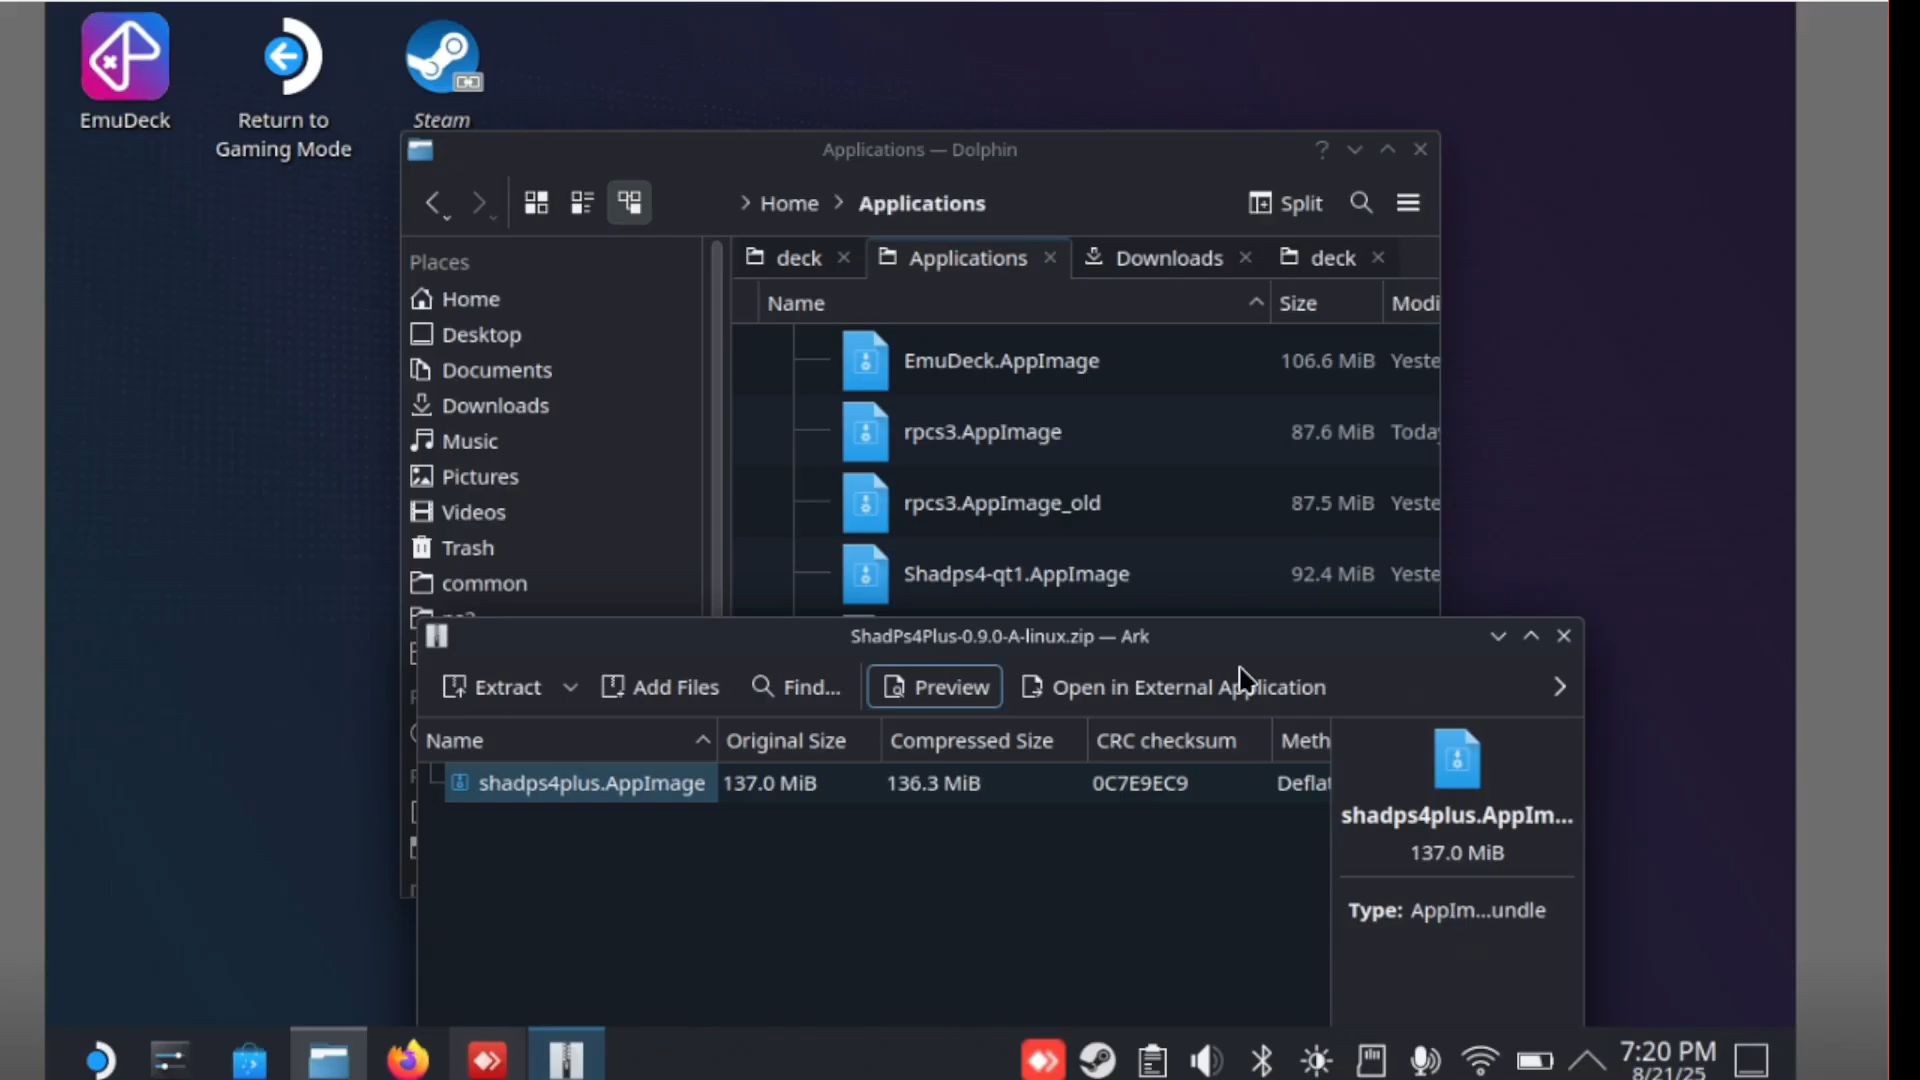 EmuDeck
Return to
Gaming Mode
Steam
Applications — Dolphin
Home
Applications
Split
Places
Home
Desktop
Documents
Downloads
Music
Pictures
Videos
Trash
common
deck
Applications
Downloads
deck
Name
Size
Modi
EmuDeck.AppImage
106.6 MiB
Yeste
rpcs3.AppImage
87.6 MiB
Today
rpcs3.AppImage_old
87.5 MiB
Yeste
Shadps4-qt1.AppImage
92.4 MiB
Yeste
ShadPs4Plus-0.9.0-A-linux.zip — Ark
Extract
Add Files
Find...
Preview
Open in External Application
Name
Original Size
Compressed Size
CRC checksum
Meth
shadps4plus.AppImage
137.0 MiB
136.3 MiB
0C7E9EC9
Deflat
shadps4plus.AppIm...
137.0 MiB
Type: AppIm...undle
7:20 PM
8/21/25